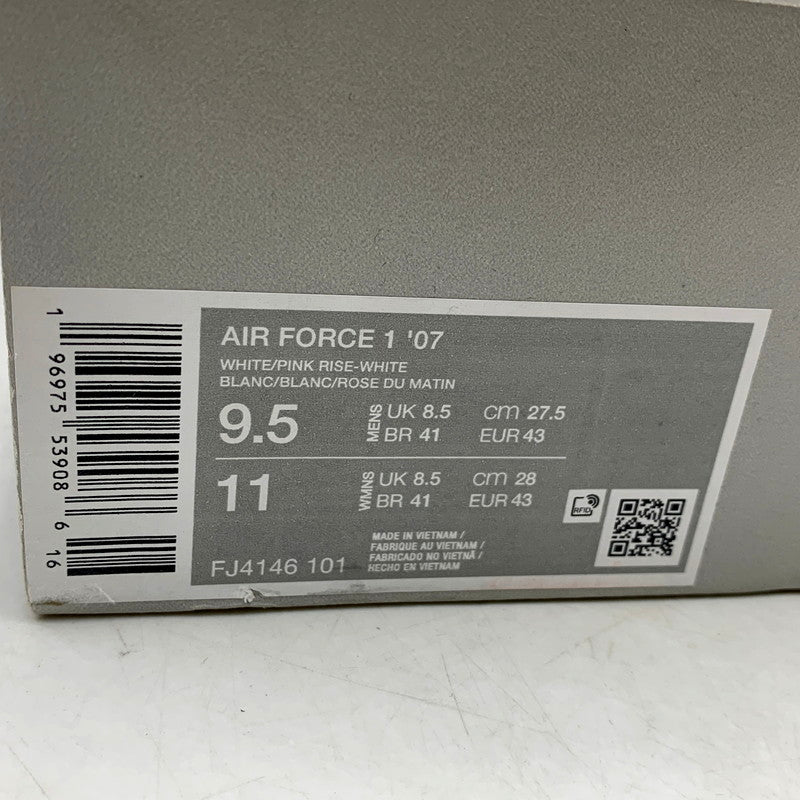 AIR FORCE 1 '07
WHITE/PINK RISE-WHITE
BLANC/BLANC/ROSE DU MATIN
9.5 MENS UK 8.5 cm 27.5
BR 41 EUR 43
11 WMNS UK 8.5 cm 28
BR 41 EUR 43
RFID
FJ4146 101
MADE IN VIETNAM /
FABRIQUE AU VIETNAM /
FABRICADO NO VIETNÃ /
HECHO EN VIETNAM
1 96975 53908 6 16